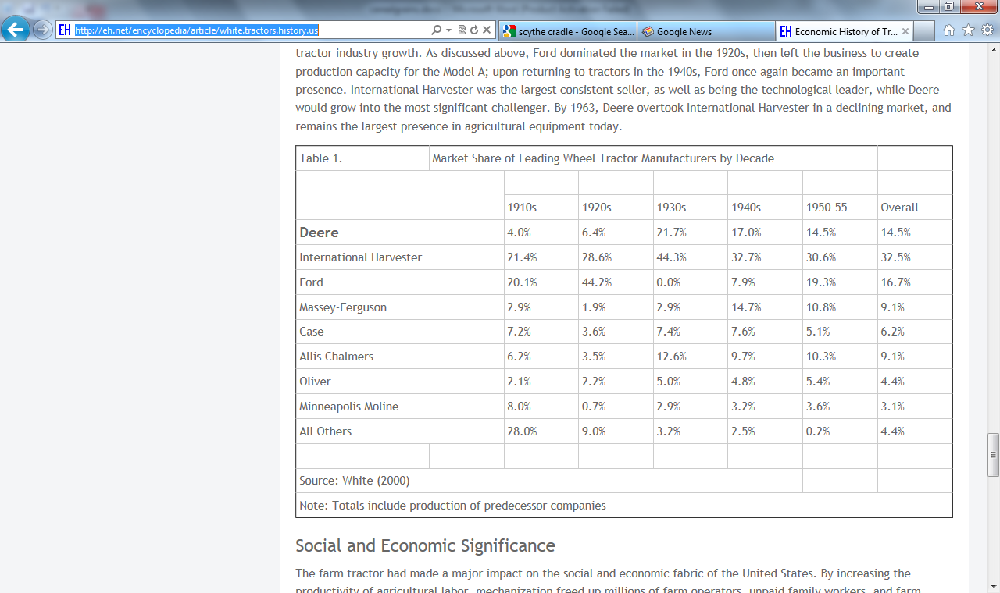 http://eh.net/encyclopedia/article/white.tractors.history.us
scythe cradle - Google Sea...
Google News
EH Economic History of Tr...
tractor industry growth. As discussed above, Ford dominated the market in the 1920s, then left the business to create
production capacity for the Model A; upon returning to tractors in the 1940s, Ford once again became an important
presence. International Harvester was the largest consistent seller, as well as being the technological leader, while Deere
would grow into the most significant challenger. By 1963, Deere overtook International Harvester in a declining market, and
remains the largest presence in agricultural equipment today.
Table 1. Market Share of Leading Wheel Tractor Manufacturers by Decade
1910s 1920s 1930s 1940s 1950-55 Overall
Deere 4.0% 6.4% 21.7% 17.0% 14.5% 14.5%
International Harvester 21.4% 28.6% 44.3% 32.7% 30.6% 32.5%
Ford 20.1% 44.2% 0.0% 7.9% 19.3% 16.7%
Massey-Ferguson 2.9% 1.9% 2.9% 14.7% 10.8% 9.1%
Case 7.2% 3.6% 7.4% 7.6% 5.1% 6.2%
Allis Chalmers 6.2% 3.5% 12.6% 9.7% 10.3% 9.1%
Oliver 2.1% 2.2% 5.0% 4.8% 5.4% 4.4%
Minneapolis Moline 8.0% 0.7% 2.9% 3.2% 3.6% 3.1%
All Others 28.0% 9.0% 3.2% 2.5% 0.2% 4.4%
Source: White (2000)
Note: Totals include production of predecessor companies
Social and Economic Significance
The farm tractor had made a major impact on the social and economic fabric of the United States. By increasing the
productivity of agricultural labor, mechanization freed up millions of farm operators, unpaid family workers, and farm